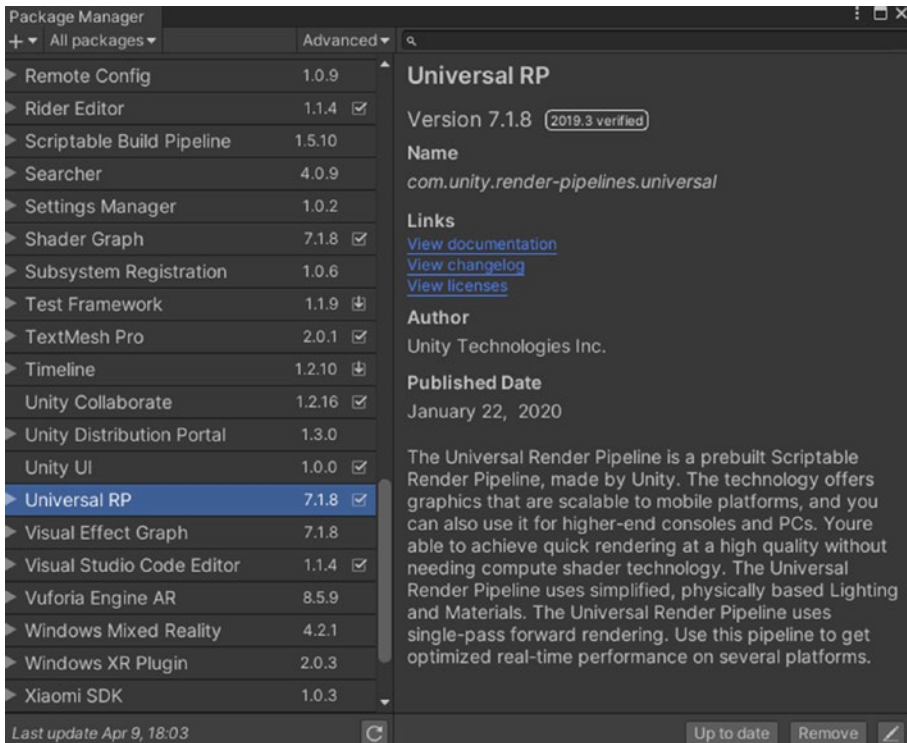 Package Manager
+ All packages Advanced
Remote Config 1.0.9
Rider Editor 1.1.4
Scriptable Build Pipeline 1.5.10
Searcher 4.0.9
Settings Manager 1.0.2
Shader Graph 7.1.8
Subsystem Registration 1.0.6
Test Framework 1.1.9
TextMesh Pro 2.0.1
Timeline 1.2.10
Unity Collaborate 1.2.16
Unity Distribution Portal 1.3.0
Unity UI 1.0.0
Universal RP 7.1.8
Visual Effect Graph 7.1.8
Visual Studio Code Editor 1.1.4
Vuforia Engine AR 8.5.9
Windows Mixed Reality 4.2.1
Windows XR Plugin 2.0.3
Xiaomi SDK 1.0.3
Last update Apr 9, 18:03
Universal RP
Version 7.1.8 2019.3 verified
Name
com.unity.render-pipelines.universal
Links
View documentation
View changelog
View licenses
Author
Unity Technologies Inc.
Published Date
January 22, 2020
The Universal Render Pipeline is a prebuilt Scriptable
Render Pipeline, made by Unity. The technology offers
graphics that are scalable to mobile platforms, and you
can also use it for higher-end consoles and PCs. Youre
able to achieve quick rendering at a high quality without
needing compute shader technology. The Universal
Render Pipeline uses simplified, physically based Lighting
and Materials. The Universal Render Pipeline uses
single-pass forward rendering. Use this pipeline to get
optimized real-time performance on several platforms.
Up to date Remove